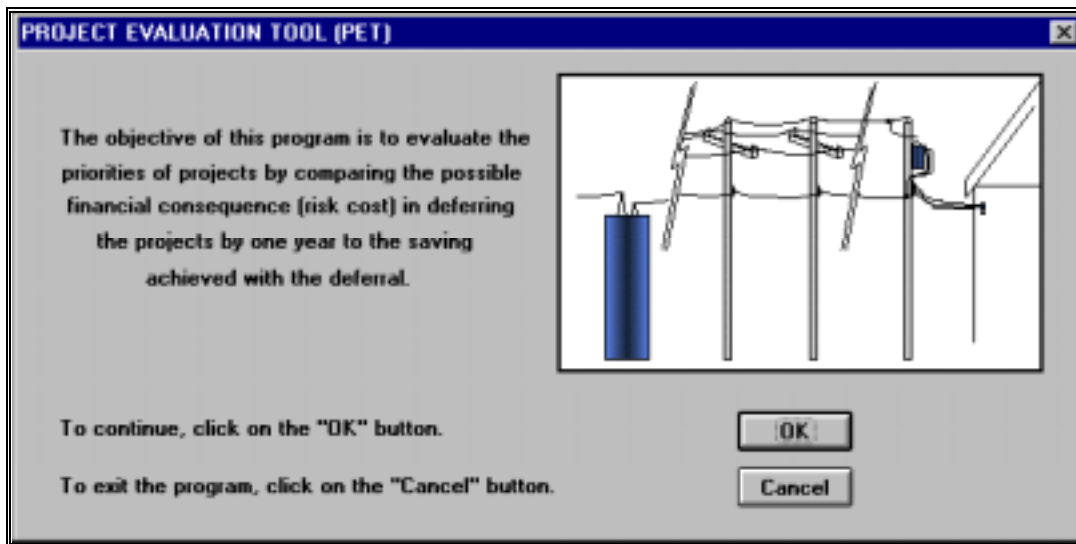 PROJECT EVALUATION TOOL (PET)
The objective of this program is to evaluate the
priorities of projects by comparing the possible
financial consequence (risk cost) in deferring
the projects by one year to the saving
achieved with the deferral.
To continue, click on the "OK" button.
OK
To exit the program, click on the "Cancel" button.
Cancel